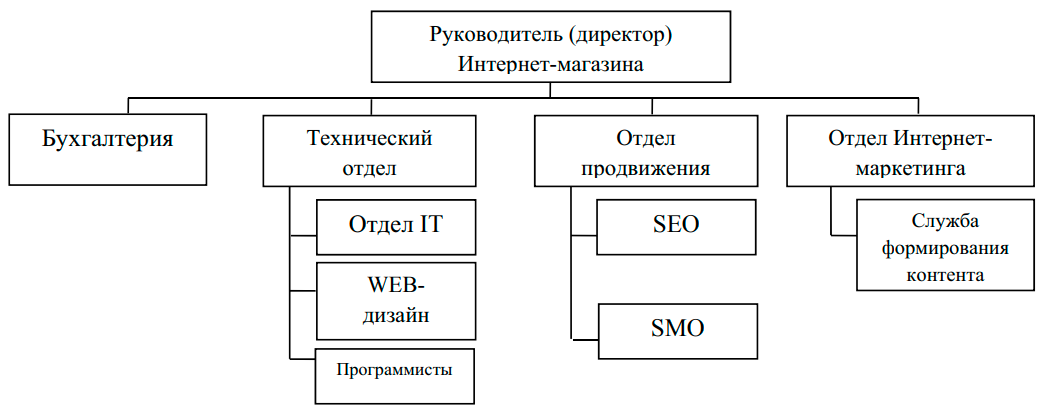 Руководитель (директор)
Интернет-магазина
Бухгалтерия
Технический
отдел
Отдел
продвижения
Отдел Интернет-
маркетинга
Отдел IT
WEB-
дизайн
Программисты
SEO
SMO
Служба
формирования
контента